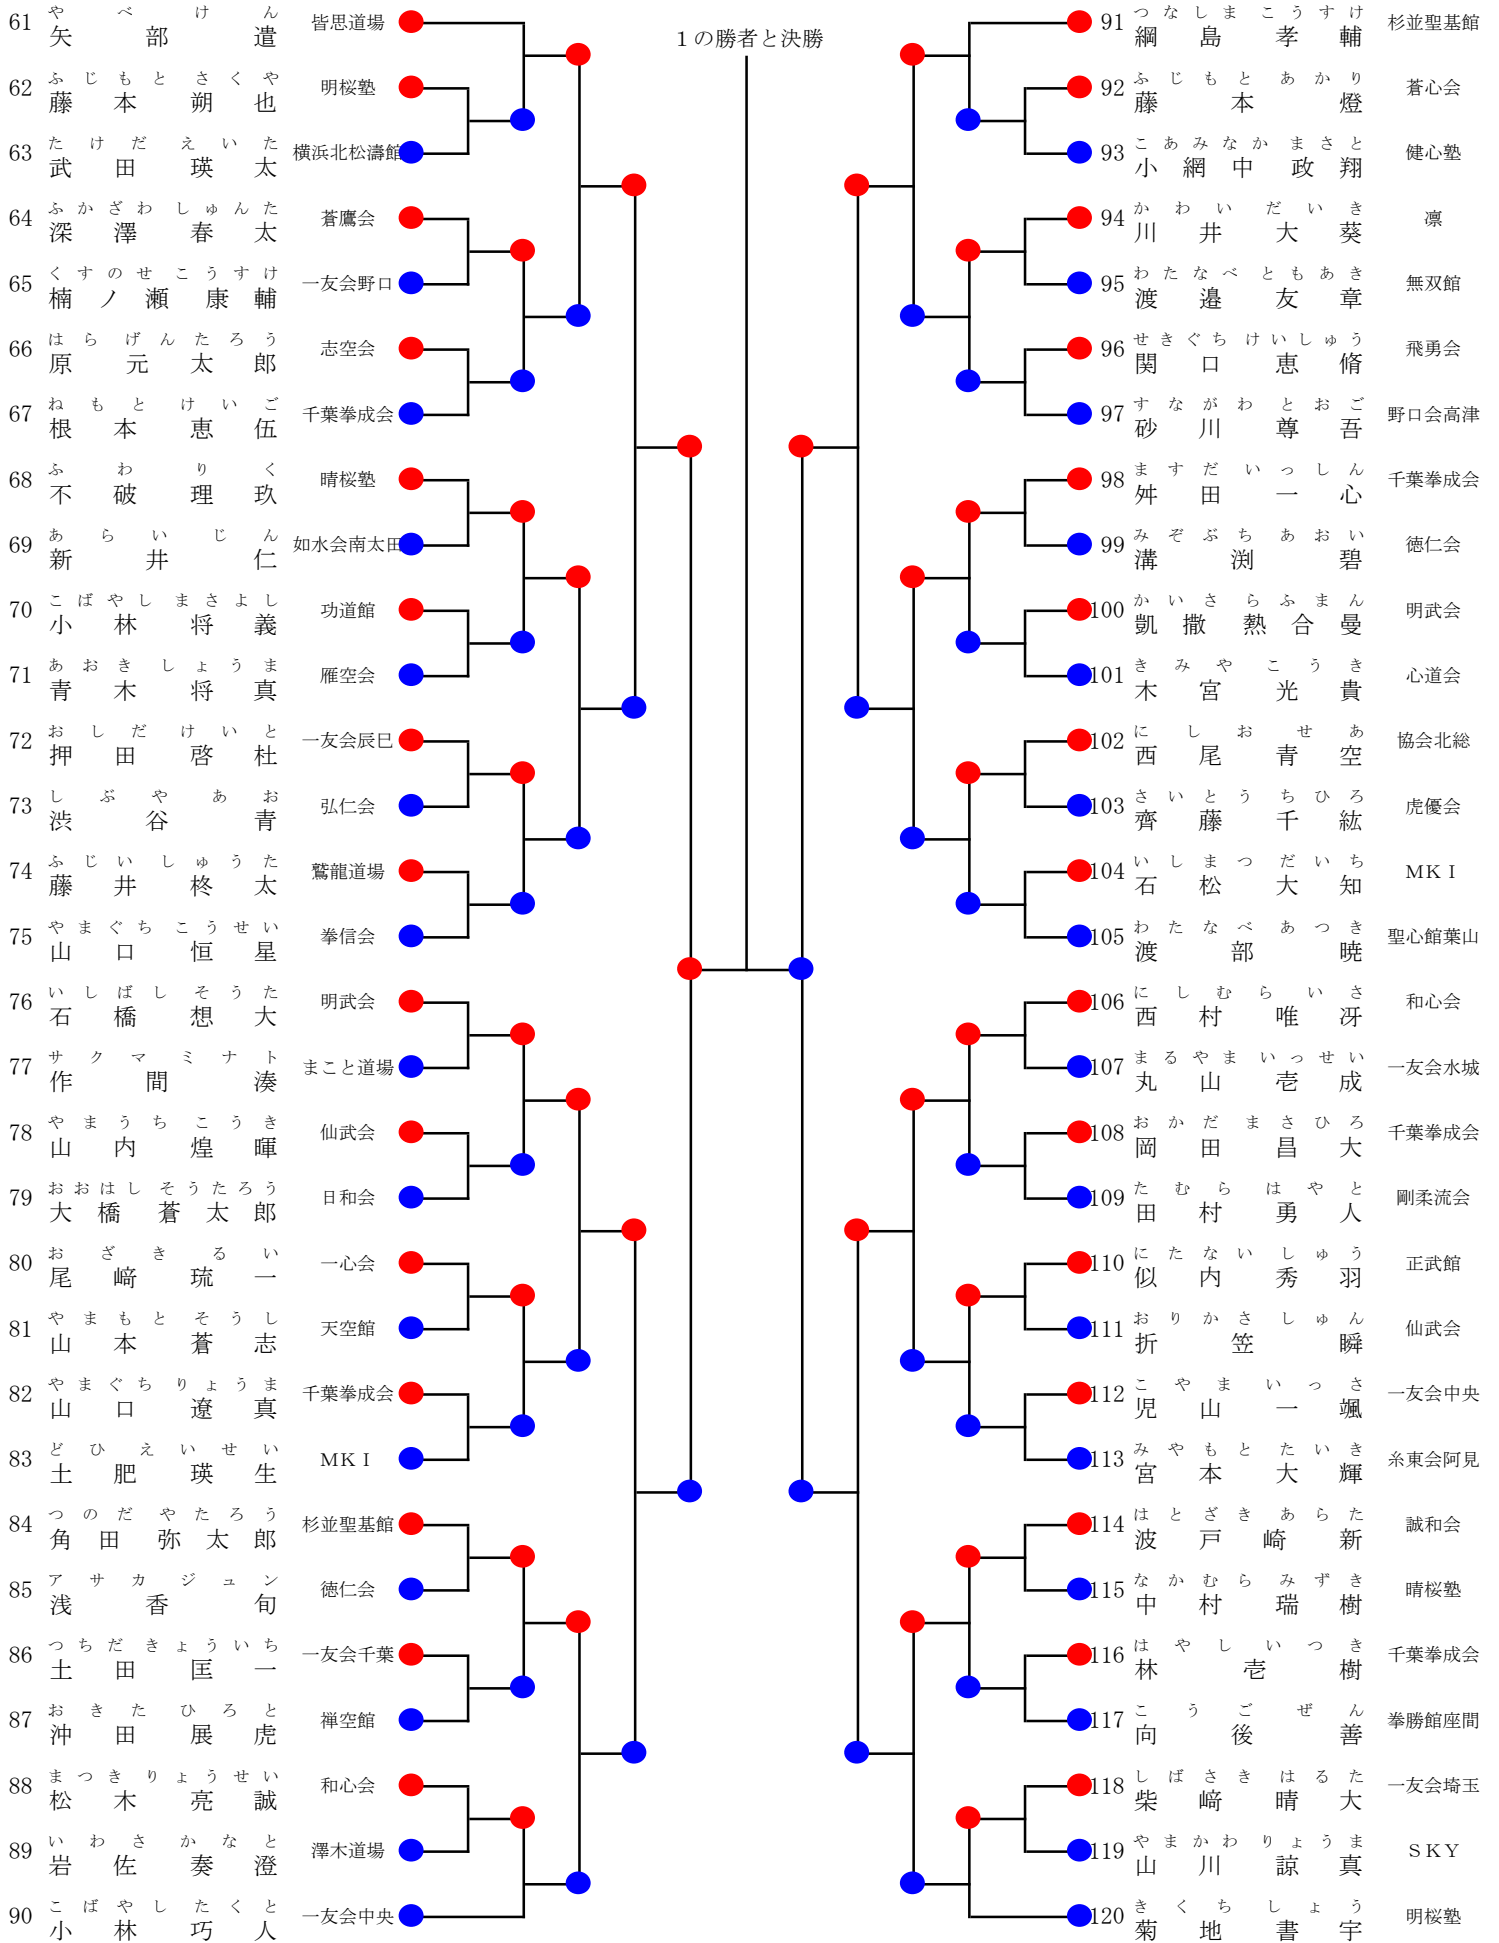 １の勝者と決勝
やべ けん
61 矢部 遣 皆思道場
ふじもと さくや
62 藤本 朔也 明桜塾
たけだ えいた
63 武田 瑛太 横浜北松濤館
ふかざわ しゅんた
64 深澤 春太 蒼鷹会
くすのせ こうすけ
65 楠ノ瀬 康輔 一友会野口
はら げんたろう
66 原 元太郎 志空会
ねもと けいご
67 根本 恵伍 千葉拳成会
ふわ りく
68 不破 理玖 晴桜塾
あらい じん
69 新井 仁 如水会南太田
こばやし まさよし
70 小林 将義 功道館
あおき しょうま
71 青木 将真 雁空会
おしだ けいと
72 押田 啓杜 一友会辰巳
しぶや あお
73 渋谷 青 弘仁会
ふじい しゅうた
74 藤井 柊太 鷲龍道場
やまぐち こうせい
75 山口 恒星 拳信会
いしばし そうた
76 石橋 想大 明武会
サクマ ミナト
77 作間 湊 まこと道場
やまうち こうき
78 山内 煌暉 仙武会
おおはし そうたろう
79 大橋 蒼太郎 日和会
おざき るい
80 尾﨑 琉一 一心会
やまもと そうし
81 山本 蒼志 天空館
やまぐち りょうま
82 山口 遼真 千葉拳成会
どひ えいせい
83 土肥 瑛生 ＭＫＩ
つのだ やたろう
84 角田 弥太郎 杉並聖基館
アサカ ジュン
85 浅香 旬 徳仁会
つちだ きょういち
86 土田 匡一 一友会千葉
おきた ひろと
87 沖田 展虎 禅空館
まつき りょうせい
88 松木 亮誠 和心会
いわさ かなと
89 岩佐 奏澄 澤木道場
こばやし たくと
90 小林 巧人 一友会中央
つなしま こうすけ
91 綱島 孝輔 杉並聖基館
ふじもと あかり
92 藤本 燈 蒼心会
こあみなか まさと
93 小網中 政翔 健心塾
かわい だいき
94 川井 大葵 凛
わたなべ ともあき
95 渡邉 友章 無双館
せきぐち けいしゅう
96 関口 恵脩 飛勇会
すながわ とおご
97 砂川 尊吾 野口会高津
ますだ いっしん
98 舛田 一心 千葉拳成会
みぞぶち あおい
99 溝渕 碧 徳仁会
かいさ らふまん
100 凱撒 熱合曼 明武会
きみや こうき
101 木宮 光貴 心道会
にしお せあ
102 西尾 青空 協会北総
さいとう ちひろ
103 齊藤 千紘 虎優会
いしまつ だいち
104 石松 大知 ＭＫＩ
わたなべ あつき
105 渡部 暁 聖心館葉山
にしむら いさ
106 西村 唯冴 和心会
まるやま いっせい
107 丸山 壱成 一友会水城
おかだ まさひろ
108 岡田 昌大 千葉拳成会
たむら はやと
109 田村 勇人 剛柔流会
にたない しゅう
110 似内 秀羽 正武館
おりかさ しゅん
111 折笠 瞬 仙武会
こやま いっさ
112 児山 一颯 一友会中央
みやもと たいき
113 宮本 大輝 糸東会阿見
はとざき あらた
114 波戸崎 新 誠和会
なかむら みずき
115 中村 瑞樹 晴桜塾
はやし いつき
116 林 壱樹 千葉拳成会
こうご ぜん
117 向後 善 拳勝館座間
しばさき はるた
118 柴﨑 晴大 一友会埼玉
やまかわ りょうま
119 山川 諒真 ＳＫＹ
きくち しょう
120 菊地 書宇 明桜塾